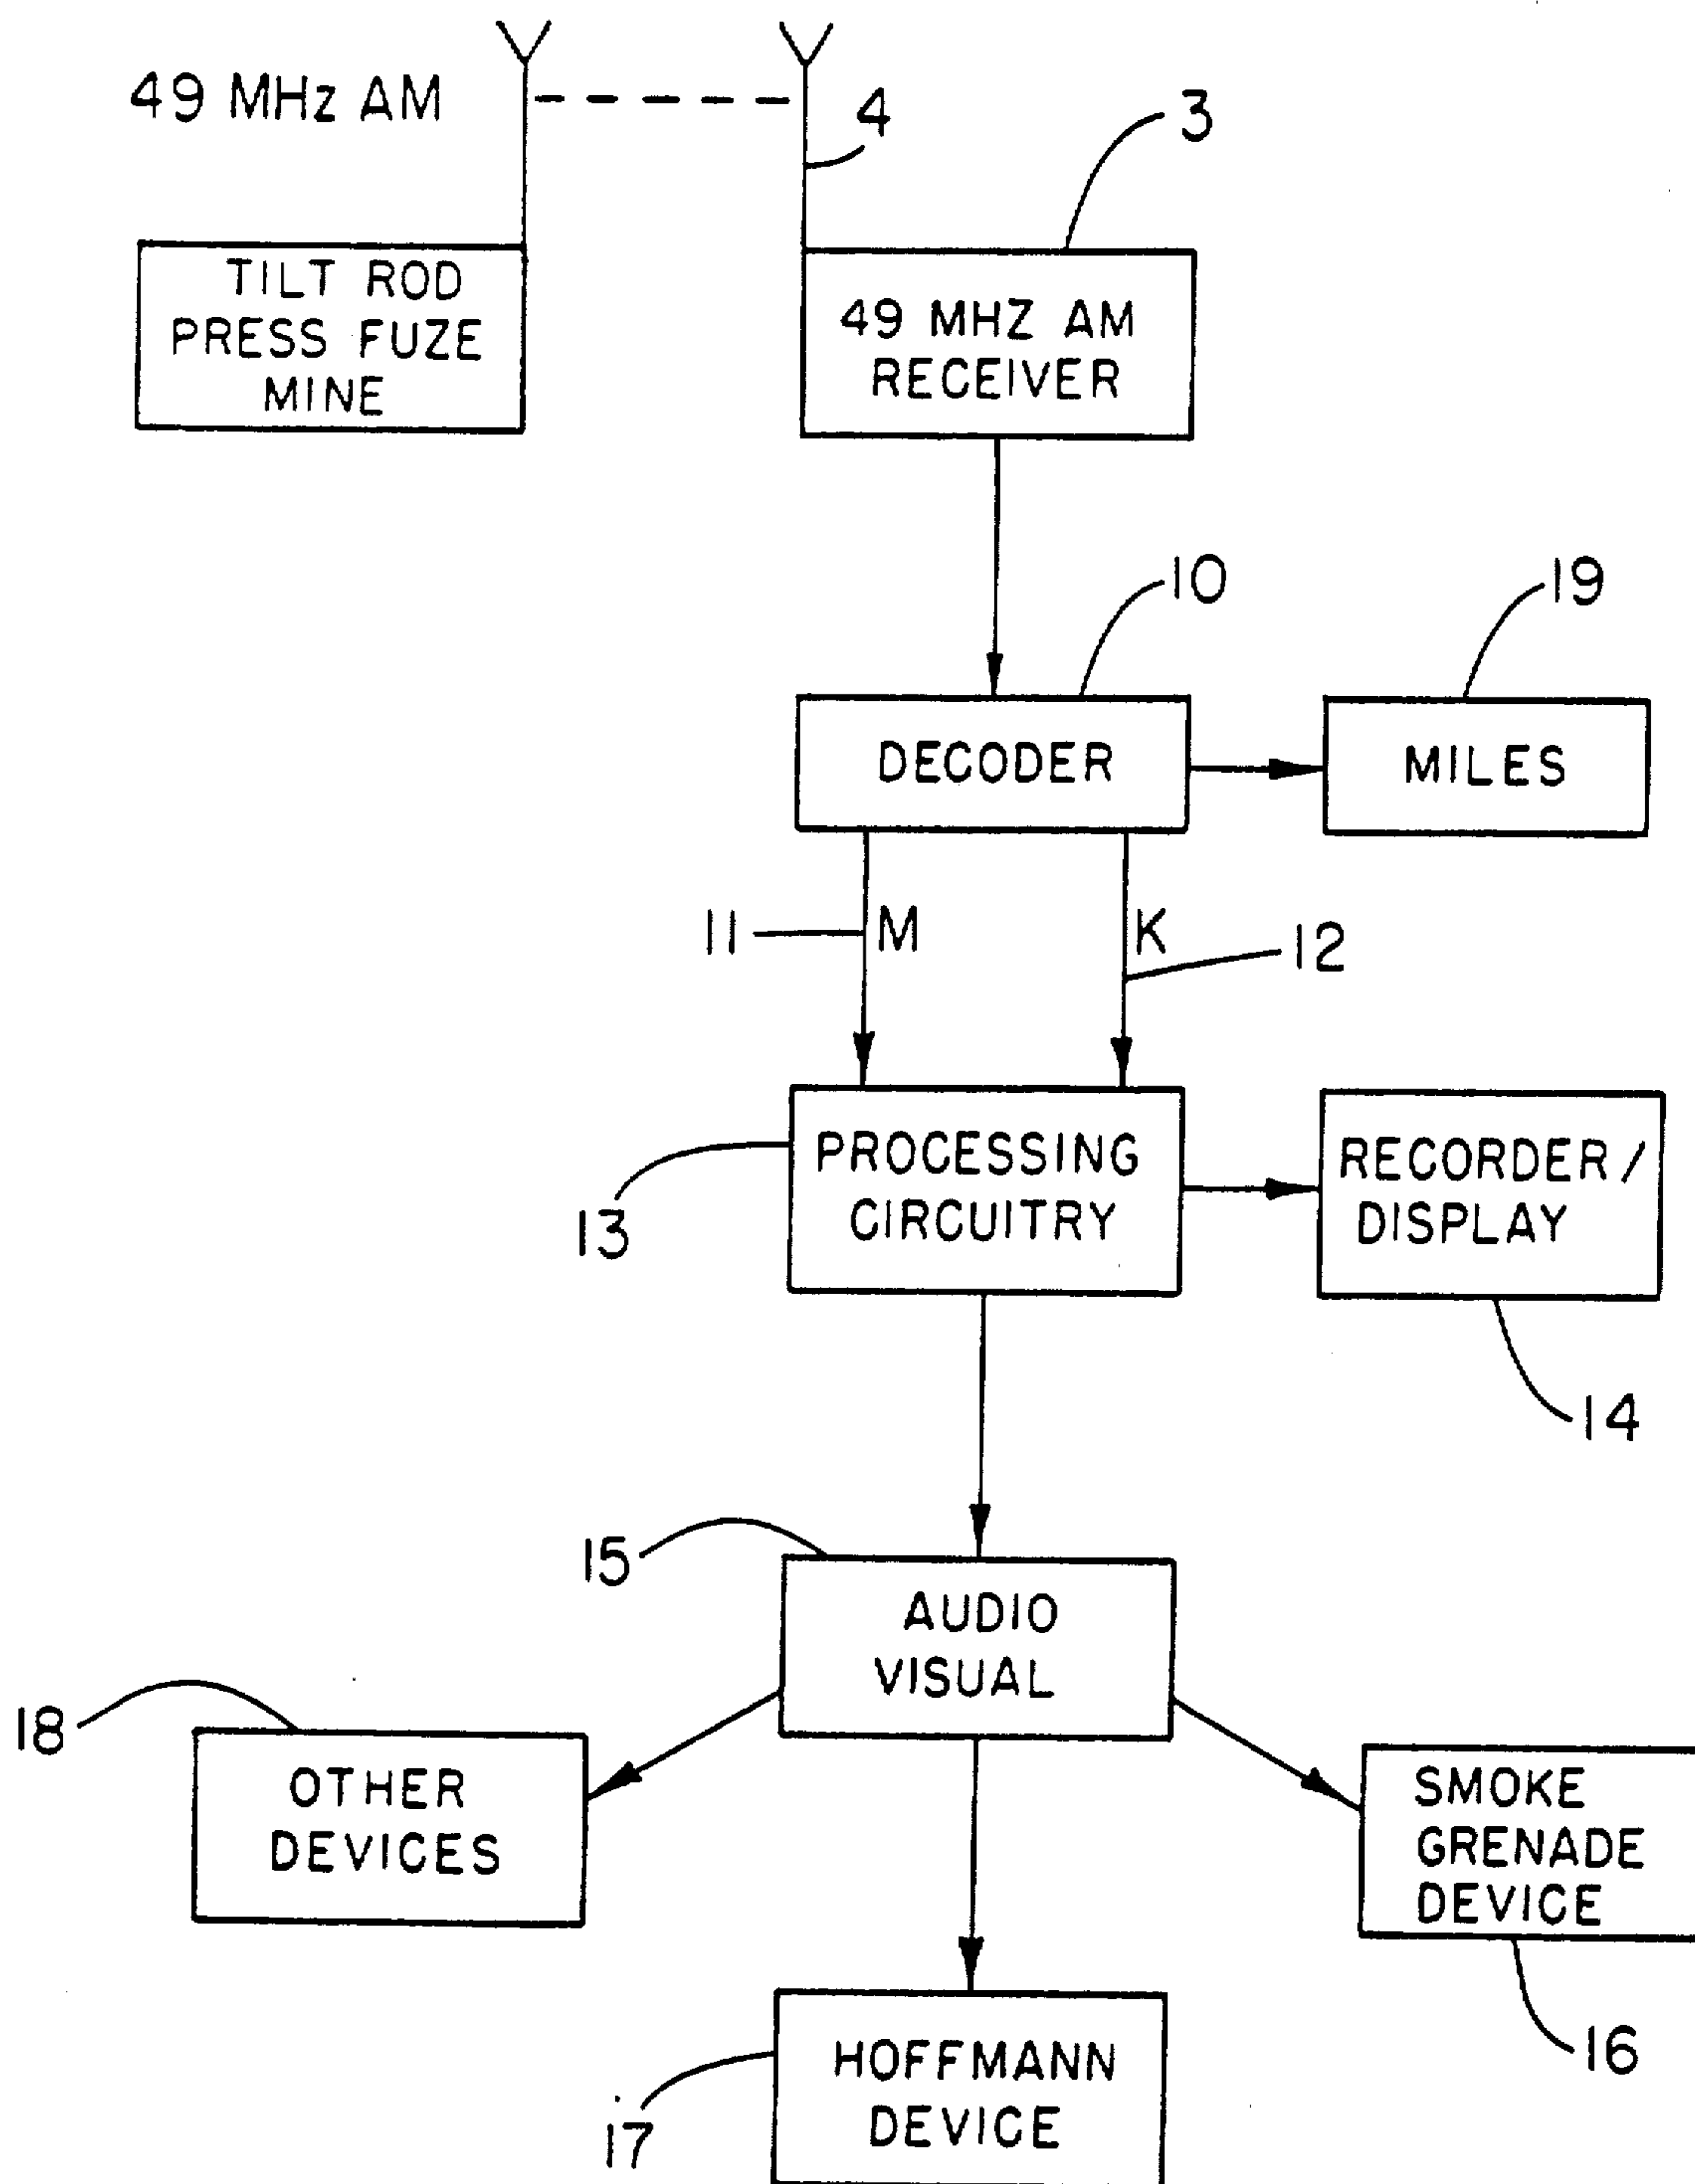 49 MHz AM
4
3
TILT ROD
PRESS FUZE
MINE
49 MHZ AM
RECEIVER
10
19
DECODER
MILES
11
M
K
12
PROCESSING
CIRCUITRY
RECORDER/
DISPLAY
13
14
15
AUDIO
VISUAL
18
OTHER
DEVICES
SMOKE
GRENADE
DEVICE
16
HOFFMANN
DEVICE
17